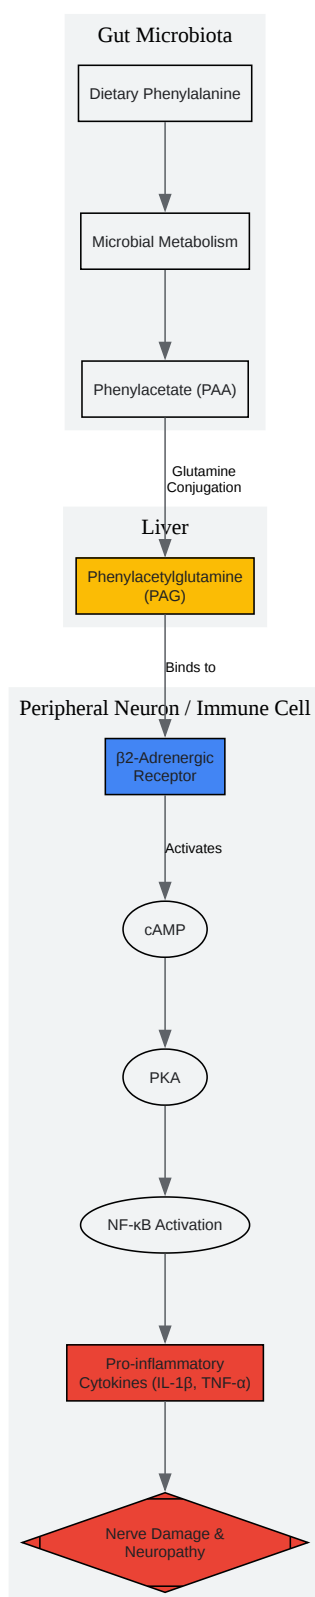 Gut Microbiota
Dietary Phenylalanine
Microbial Metabolism
Phenylacetate (PAA)
Glutamine
Conjugation
Liver
Phenylacetylglutamine
(PAG)
Binds to
Peripheral Neuron / Immune Cell
β2-Adrenergic
Receptor
Activates
cAMP
PKA
NF-κB Activation
Pro-inflammatory
Cytokines (IL-1β, TNF-α)
Nerve Damage &
Neuropathy